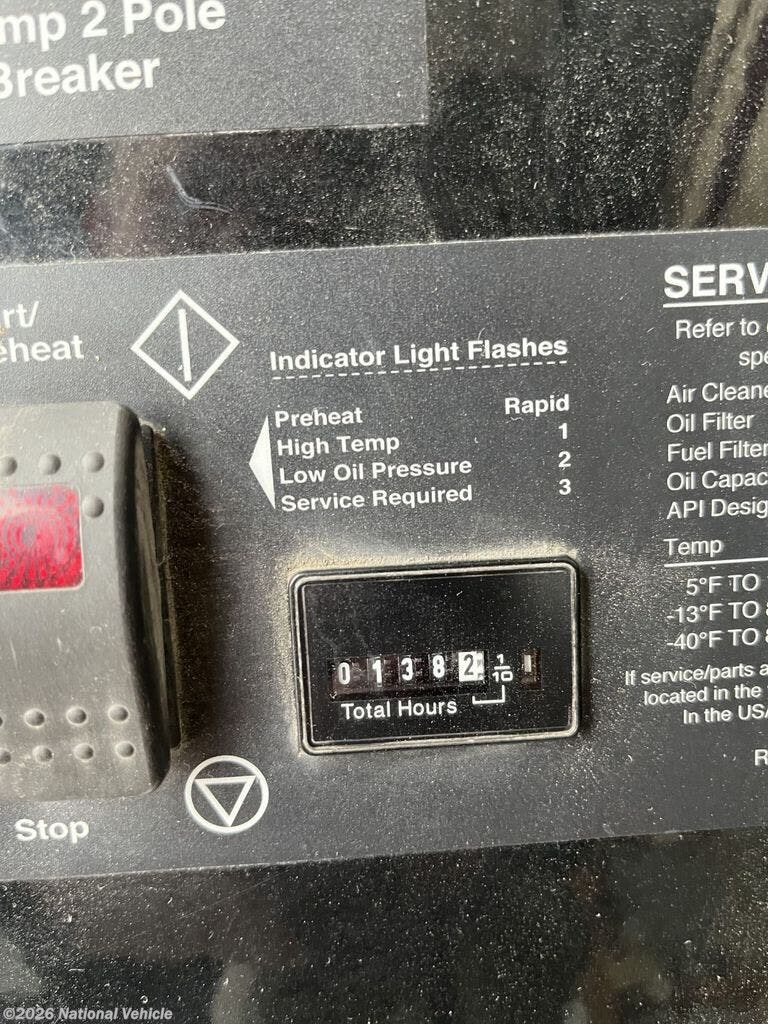 mp 2 Pole
Breaker
rt/
eheat
Indicator Light Flashes
Preheat Rapid
High Temp 1
Low Oil Pressure 2
Service Required 3
0 1 3 8 2 1/10
Total Hours
Stop
SERV
Refer to
spe
Air Cleane
Oil Filter
Fuel Filter
Oil Capac
API Desig
Temp
5°F TO
-13°F TO
-40°F TO
If service/parts a
located in the
In the USA
R
©2026 National Vehicle